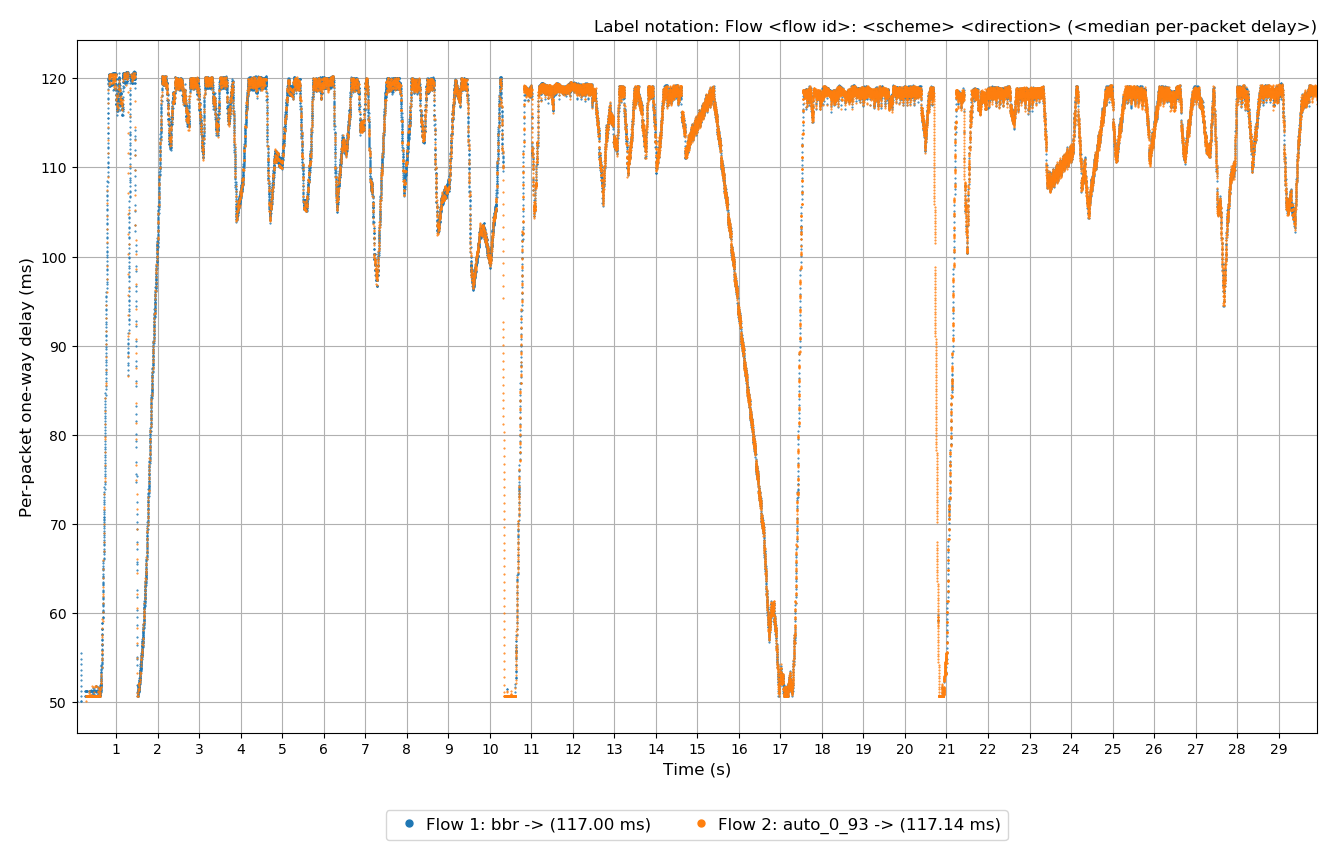 Label notation: Flow <flow id>: <scheme> <direction> (<median per-packet delay>)
120
110
100
90
80
70
60
50
Per-packet one-way delay (ms)
1 2 3 4 5 6 7 8 9 10 11 12 13 14 15 16 17 18 19 20 21 22 23 24 25 26 27 28 29
Time (s)
Flow 1: bbr -> (117.00 ms) Flow 2: auto_0_93 -> (117.14 ms)